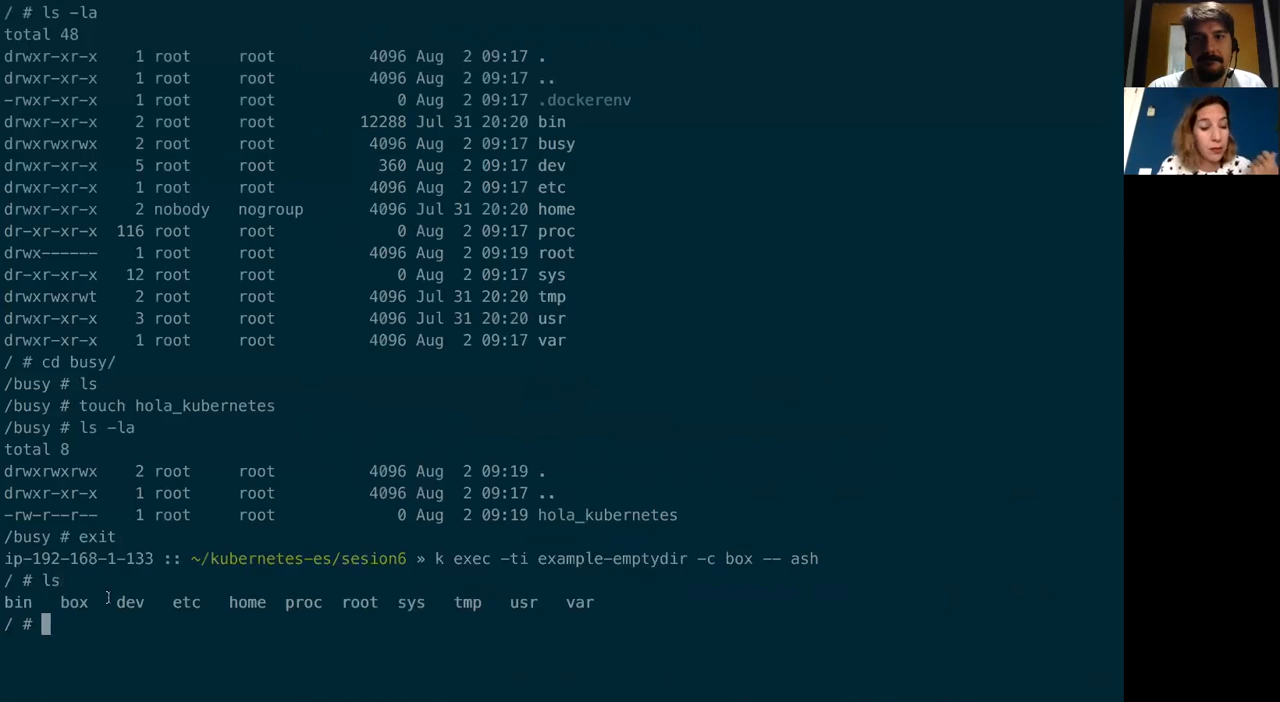 / # ls -la
total 48
drwxr-xr-x    1 root     root          4096 Aug  2 09:17 .
drwxr-xr-x    1 root     root          4096 Aug  2 09:17 ..
-rwxr-xr-x    1 root     root             0 Aug  2 09:17 .dockerenv
drwxr-xr-x    2 root     root         12288 Jul 31 20:20 bin
drwxrwxrwx    2 root     root          4096 Aug  2 09:17 busy
drwxr-xr-x    5 root     root           360 Aug  2 09:17 dev
drwxr-xr-x    1 root     root          4096 Aug  2 09:17 etc
drwxr-xr-x    2 nobody   nogroup       4096 Jul 31 20:20 home
dr-xr-xr-x  116 root     root             0 Aug  2 09:17 proc
drwx------    1 root     root          4096 Aug  2 09:19 root
dr-xr-xr-x   12 root     root             0 Aug  2 09:17 sys
drwxrwxrwt    2 root     root          4096 Jul 31 20:20 tmp
drwxr-xr-x    3 root     root          4096 Jul 31 20:20 usr
drwxr-xr-x    1 root     root          4096 Aug  2 09:17 var
/ # cd busy/
/busy # ls
/busy # touch hola_kubernetes
/busy # ls -la
total 8
drwxrwxrwx    2 root     root          4096 Aug  2 09:19 .
drwxr-xr-x    1 root     root          4096 Aug  2 09:17 ..
-rw-r--r--    1 root     root             0 Aug  2 09:19 hola_kubernetes
/busy # exit
ip-192-168-1-133 :: ~/kubernetes-es/sesion6 » k exec -ti example-emptydir -c box -- ash
/ # ls
bin   box   dev   etc   home  proc  root  sys   tmp   usr   var
/ #